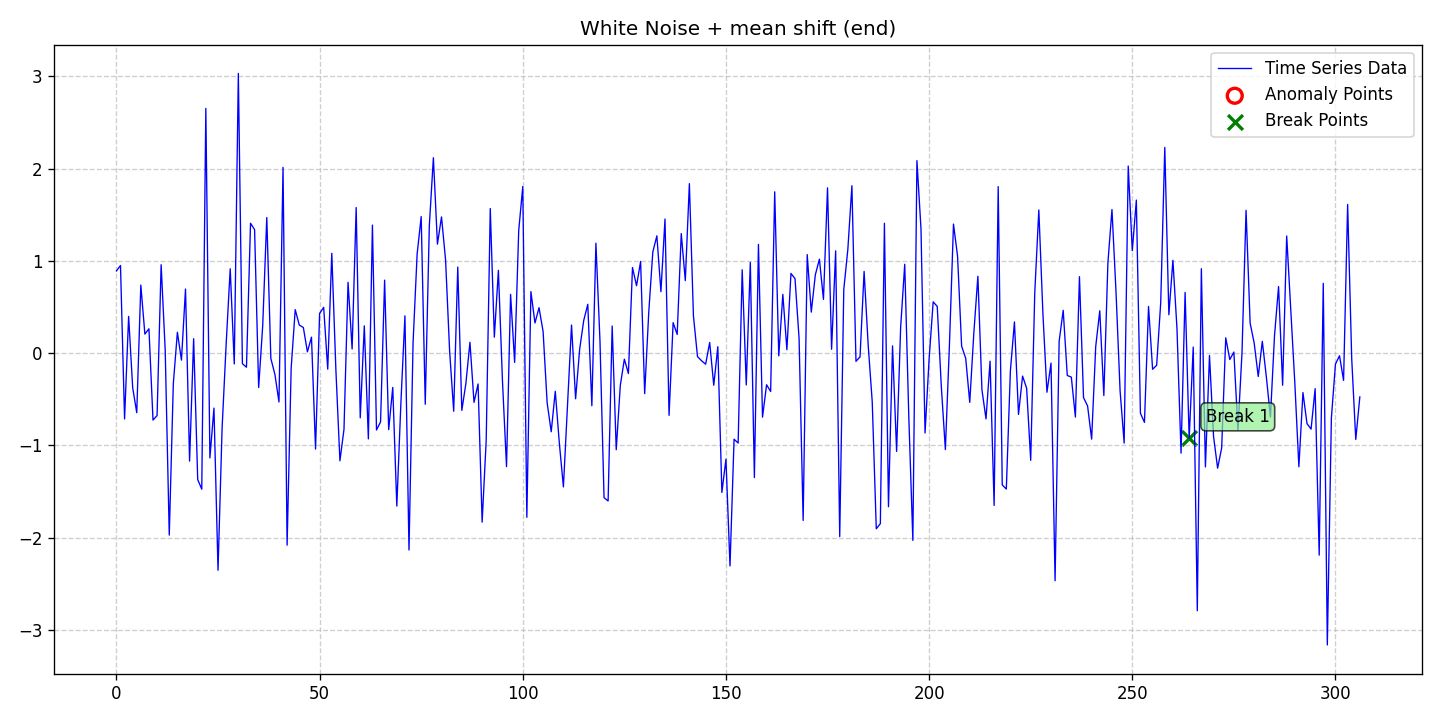 White Noise + mean shift (end)
Time Series Data
Anomaly Points
Break Points
3
2
1
0
−1
−2
−3
Break 1
0
50
100
150
200
250
300